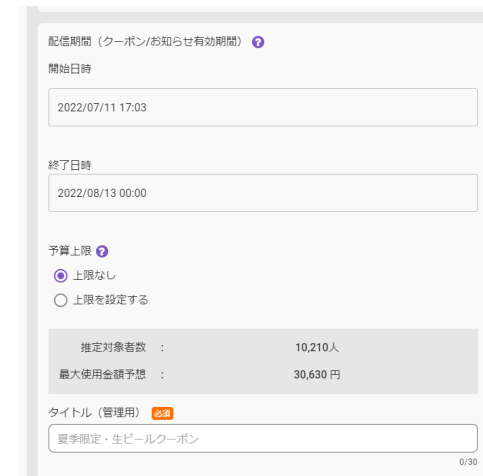 配信期間（クーポン/お知らせ有効期間） ?
開始日時
2022/07/11 17:03
終了日時
2022/08/13 00:00
予算上限 ?
上限なし
上限を設定する
推定対象者数 : 10,210人
最大使用金額予想 : 30,630 円
タイトル（管理用） 必須
夏季限定・生ビールクーポン
0/30